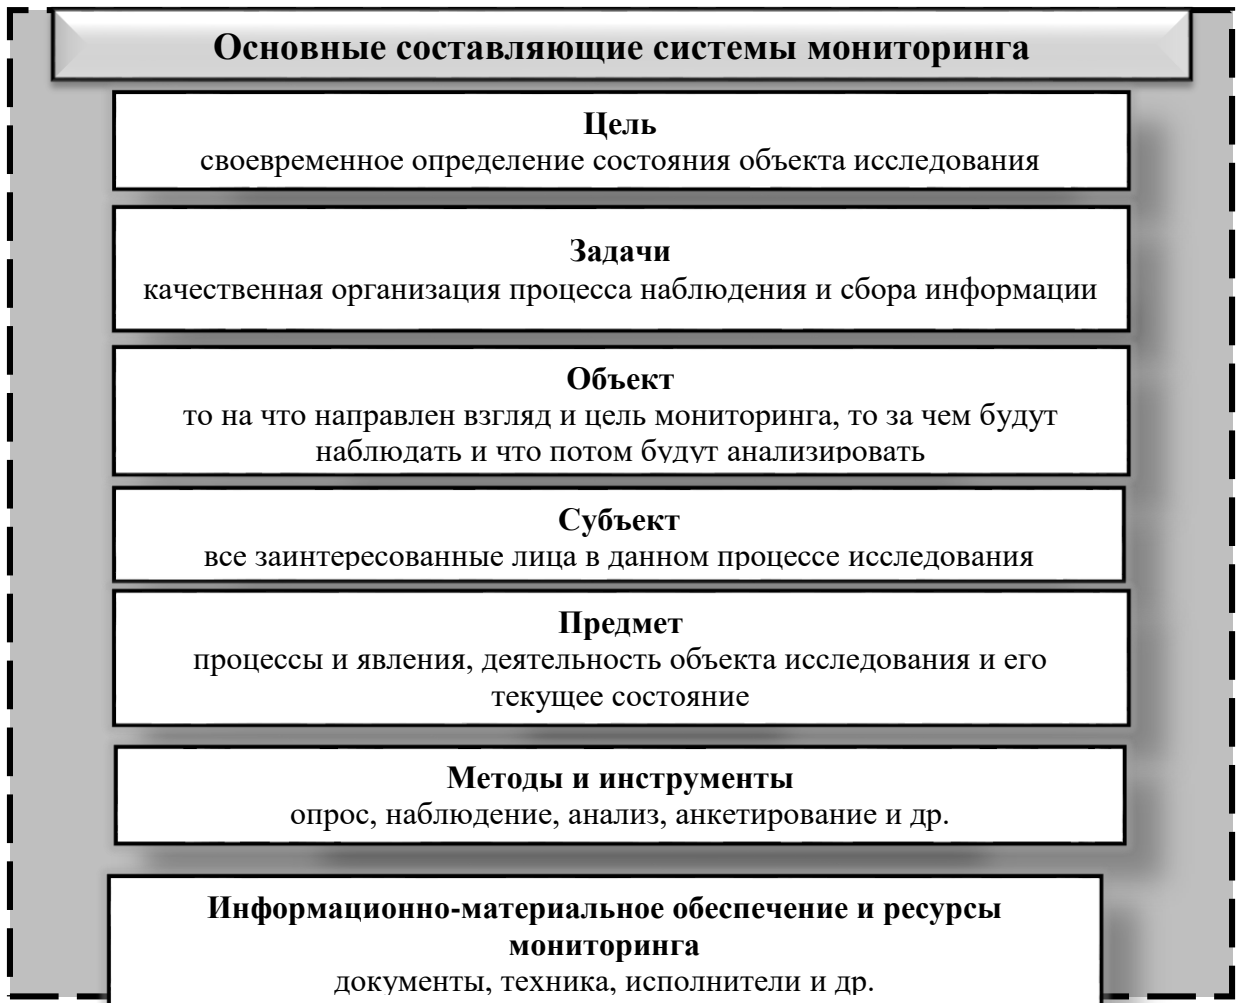 Основные составляющие системы мониторинга
Цель
своевременное определение состояния объекта исследования
Задачи
качественная организация процесса наблюдения и сбора информации
Объект
то на что направлен взгляд и цель мониторинга, то за чем будут
наблюдать и что потом будут анализировать
Субъект
все заинтересованные лица в данном процессе исследования
Предмет
процессы и явления, деятельность объекта исследования и его
текущее состояние
Методы и инструменты
опрос, наблюдение, анализ, анкетирование и др.
Информационно-материальное обеспечение и ресурсы
мониторинга
документы, техника, исполнители и др.